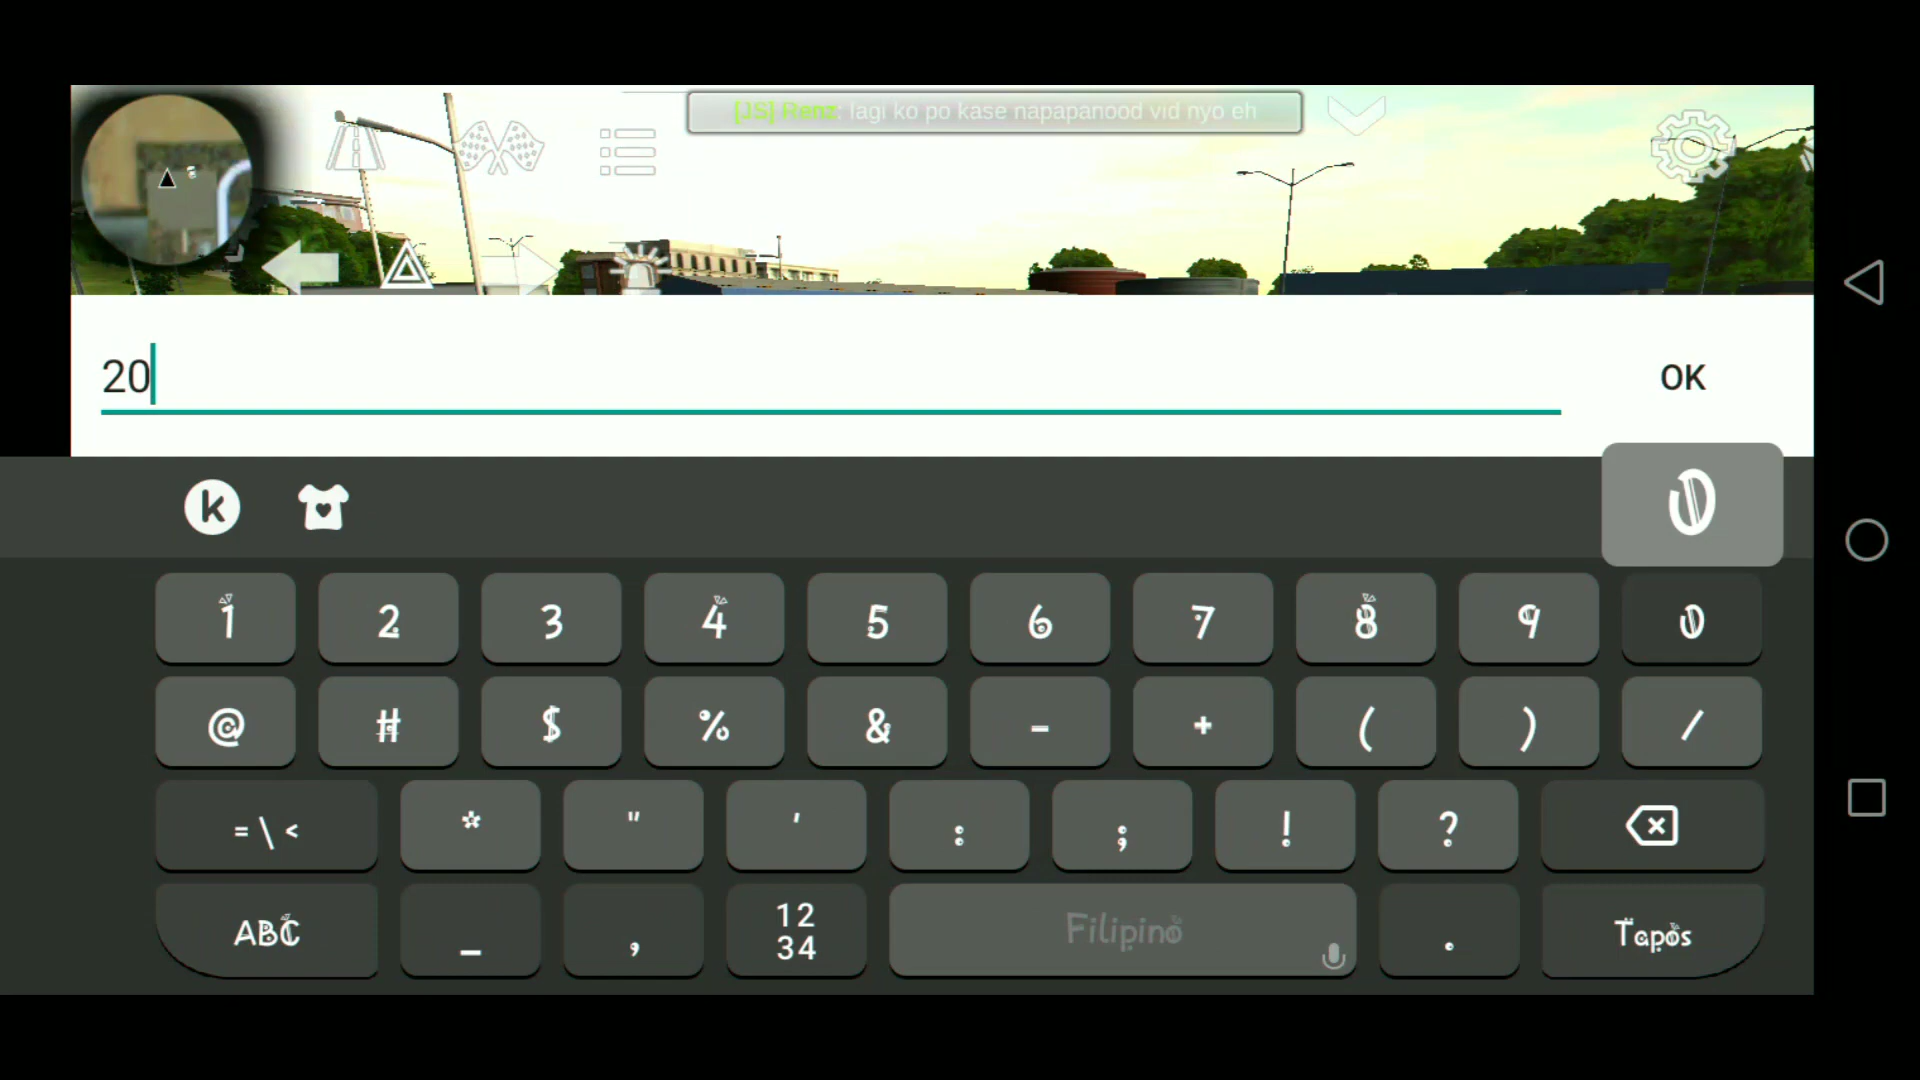 [JS]-Renz: lagi ko po kase napapanood vid nyo eh
20
OK
k
0
1 2 3 4 5 6 7 8 9 0
@ # $ % & - + ( ) /
= \ < * " ' : ; ! ?
ABC _ , 12 34 Filipino . Tapos